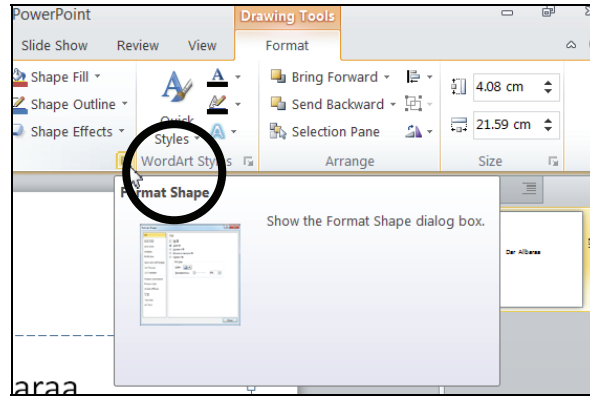 PowerPoint
Drawing Tools
Slide Show Review View Format
Shape Fill
Shape Outline
Shape Effects
Quick
Styles
WordArt Styles
Bring Forward
Send Backward
Selection Pane
Arrange
4.08 cm
21.59 cm
Size
Format Shape
Show the Format Shape dialog box.
Dar Alibaraa
araa